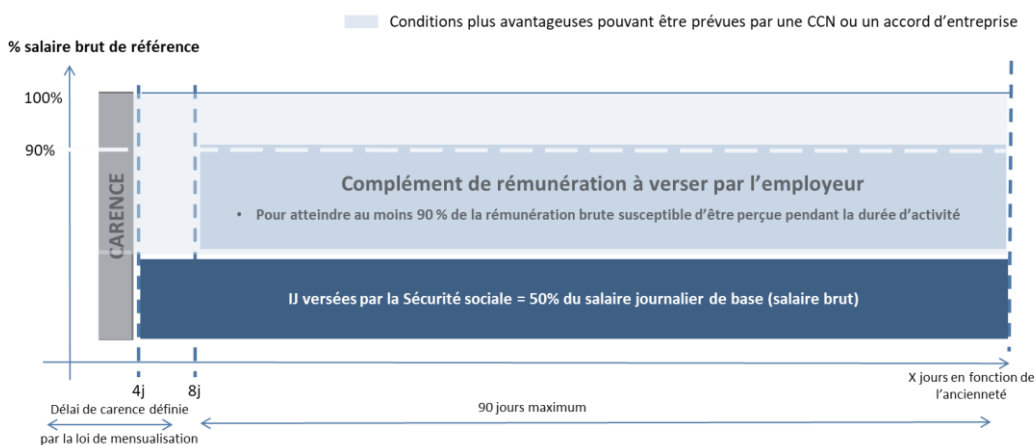 Conditions plus avantageuses pouvant être prévues par une CCN ou un accord d'entreprise
% salaire brut de référence
100%
90%
CARENCE
Complément de rémunération à verser par l'employeur
• Pour atteindre au moins 90 % de la rémunération brute susceptible d'être perçue pendant la durée d'activité
IJ versées par la Sécurité sociale = 50% du salaire journalier de base (salaire brut)
4j
8j
X jours en fonction de
l'ancienneté
Délai de carence définie
par la loi de mensualisation
90 jours maximum